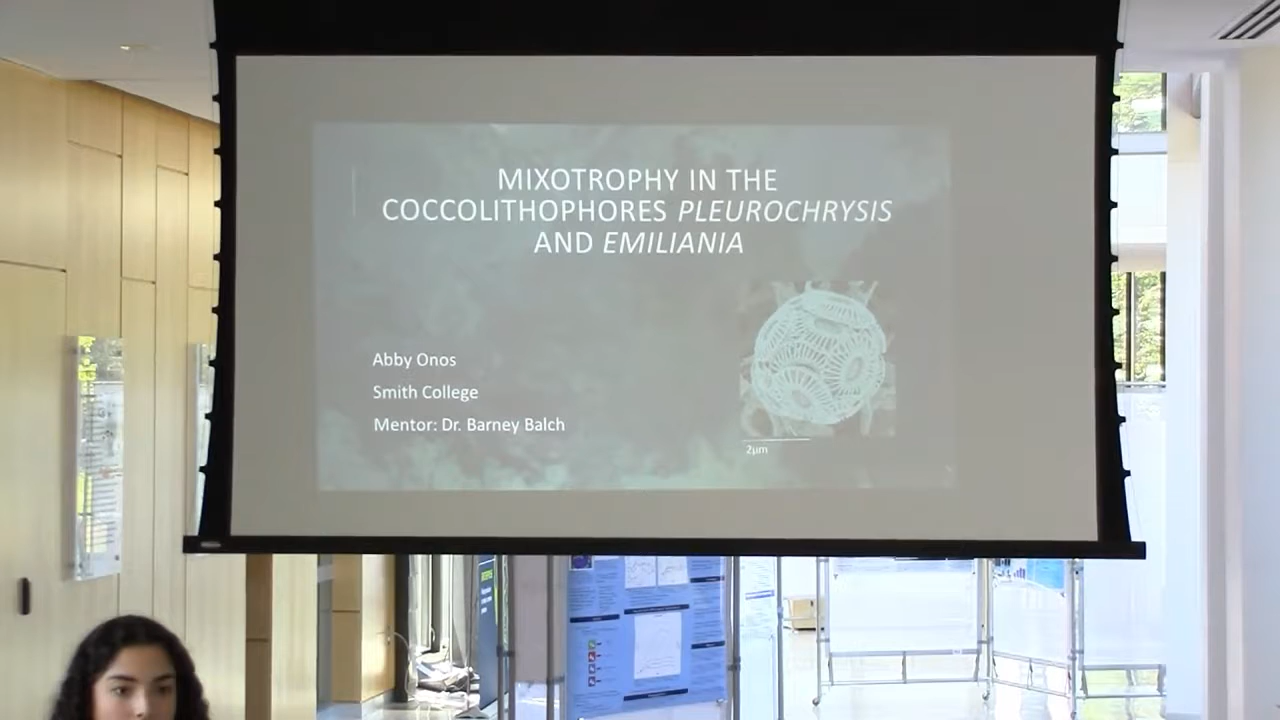 MIXOTROPHY IN THE
COCCOLITHOPHORES PLEUROCHRYSIS
AND EMILIANIA
Abby Onos
Smith College
Mentor: Dr. Barney Balch
2µm